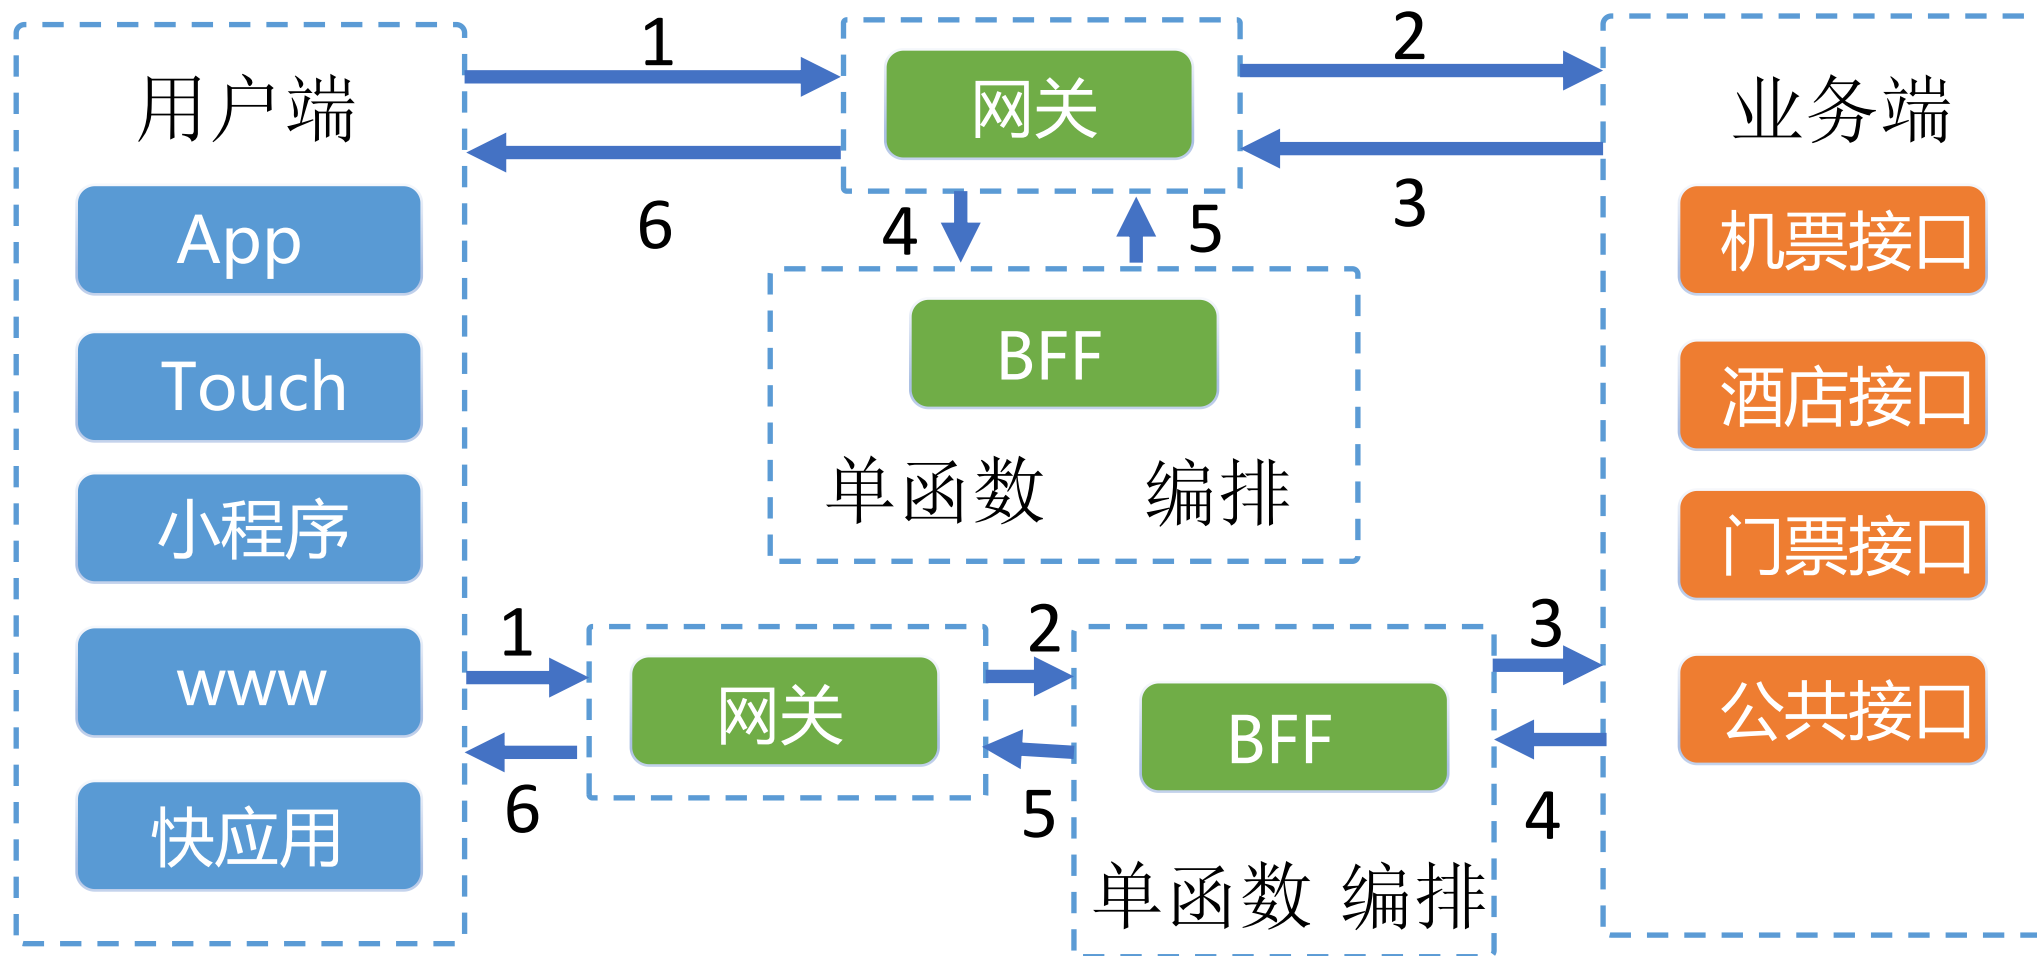 用户端
App
Touch
小程序
www
快应用
1
6
网关
2
3
4
5
BFF
单函数 编排
1
6
网关
2
5
BFF
单函数 编排
3
4
业务端
机票接口
酒店接口
门票接口
公共接口